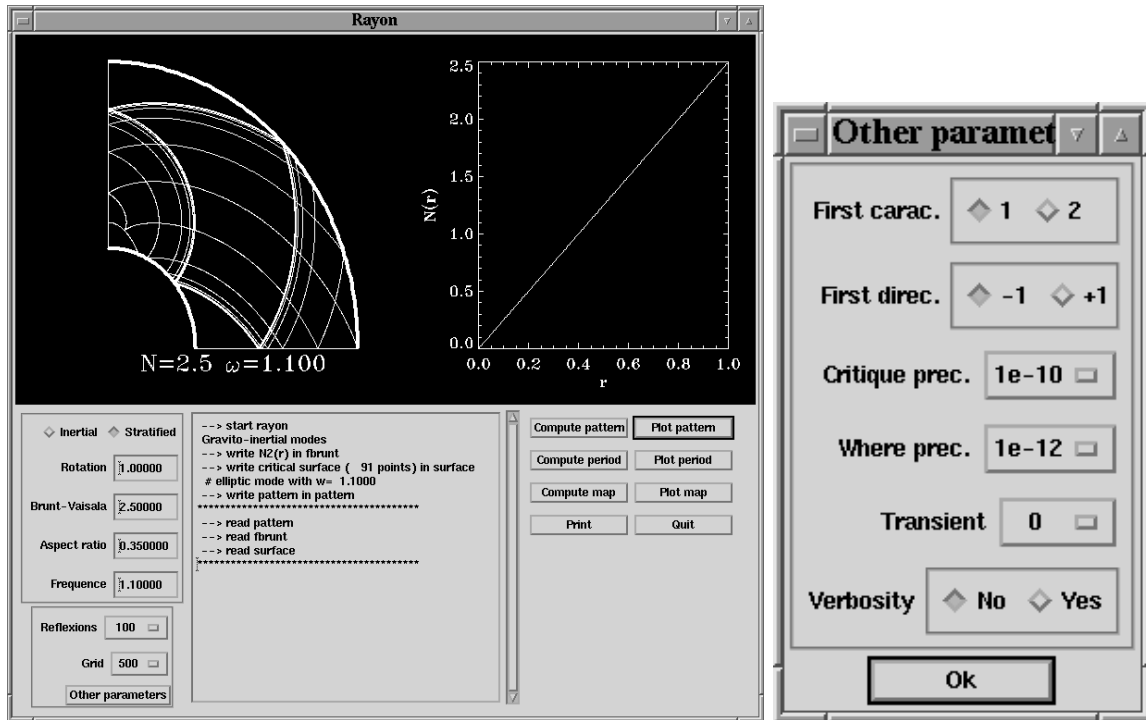 Rayon
2.5
2.0
1.5
1.0
0.5
0.0
N(r)
0.0 0.2 0.4 0.6 0.8 1.0
r
N=2.5 ω=1.100
Inertial Stratified
Rotation 1.00000
Brunt-Vaisala 2.50000
Aspect ratio 0.350000
Frequence 1.10000
Reflexions 100
Grid 500
Other parameters
--> start rayon
Gravito-inertial modes
--> write N2(r) in fbrunt
--> write critical surface ( 91 points) in surface
# elliptic mode with w= 1.1000
--> write pattern in pattern
****************************************
--> read pattern
--> read fbrunt
--> read surface
****************************************
Compute pattern Plot pattern
Compute period Plot period
Compute map Plot map
Print Quit
Other paramet
First carac. 1 2
First direc. -1 +1
Critique prec. 1e-10
Where prec. 1e-12
Transient 0
Verbosity No Yes
Ok